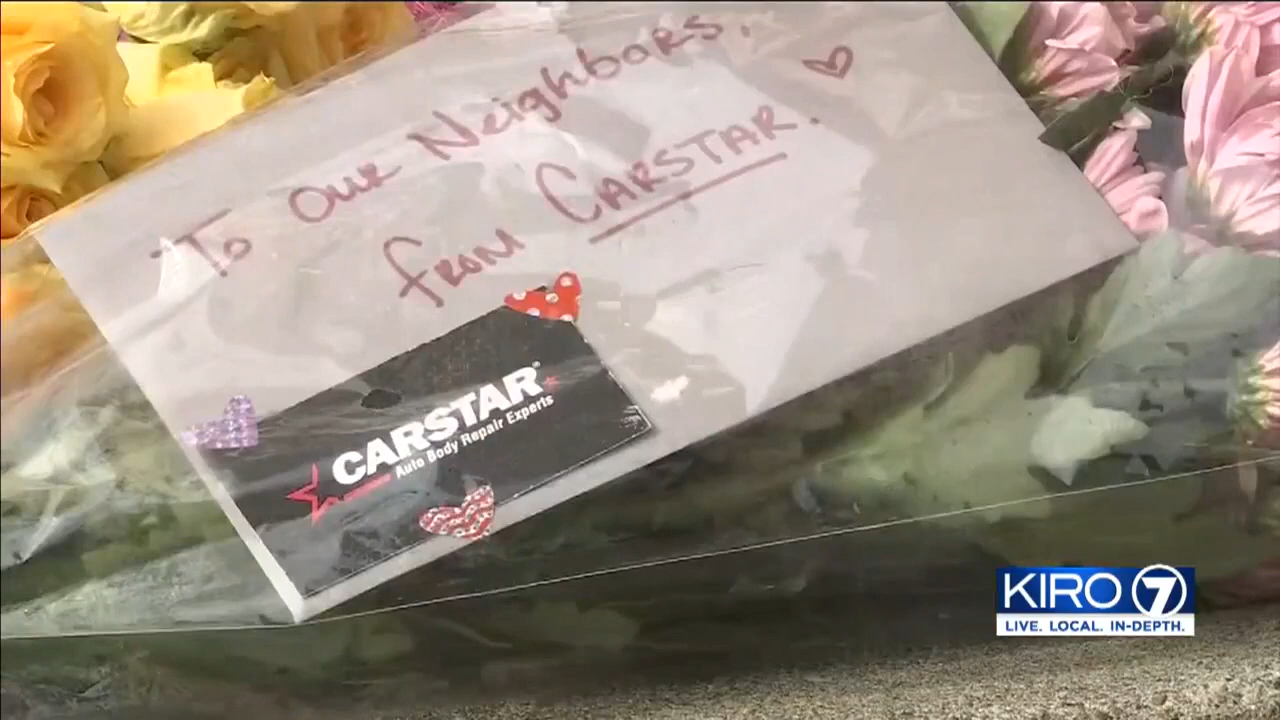 To Our Neighbors,
from CARSTAR.
CARSTAR
Auto Body Repair Experts
KIRO 7
LIVE. LOCAL. IN-DEPTH.